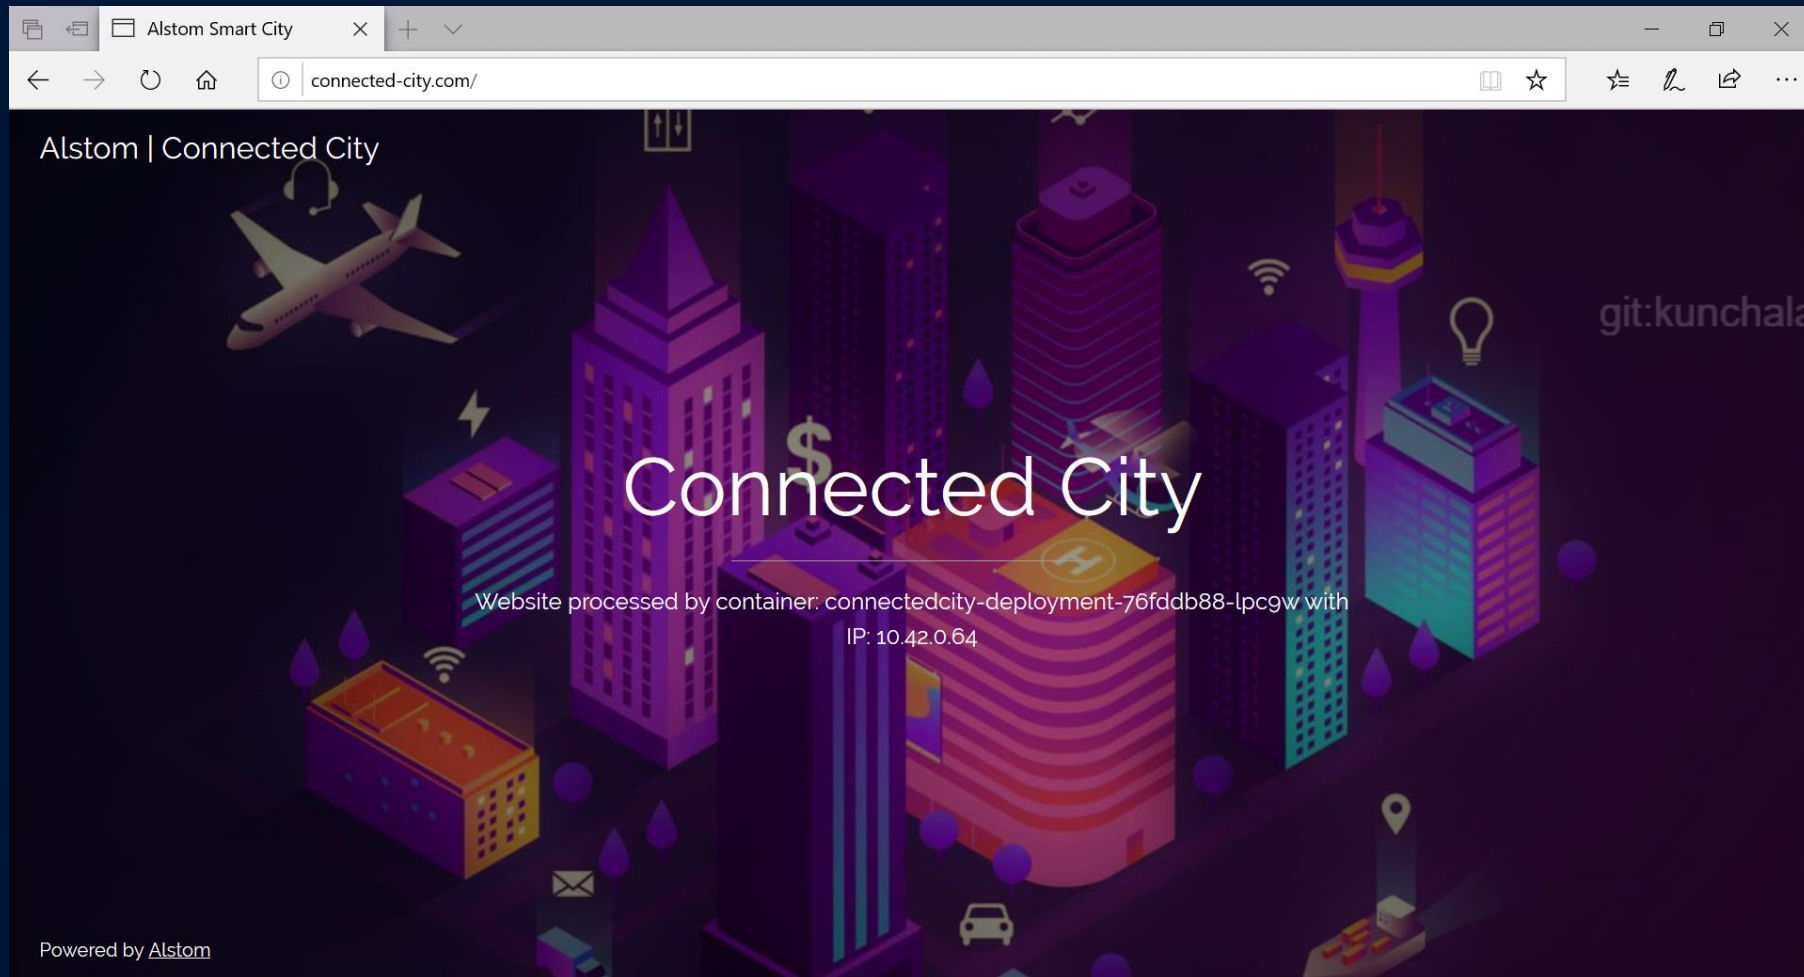 Alstom Smart City
connected-city.com/
Alstom | Connected City
git:kunchala
$
Connected City
H
Website processed by container: connectedcity-deployment-76fddb88-lpc9w with
IP: 10.42.0.64
Powered by Alstom